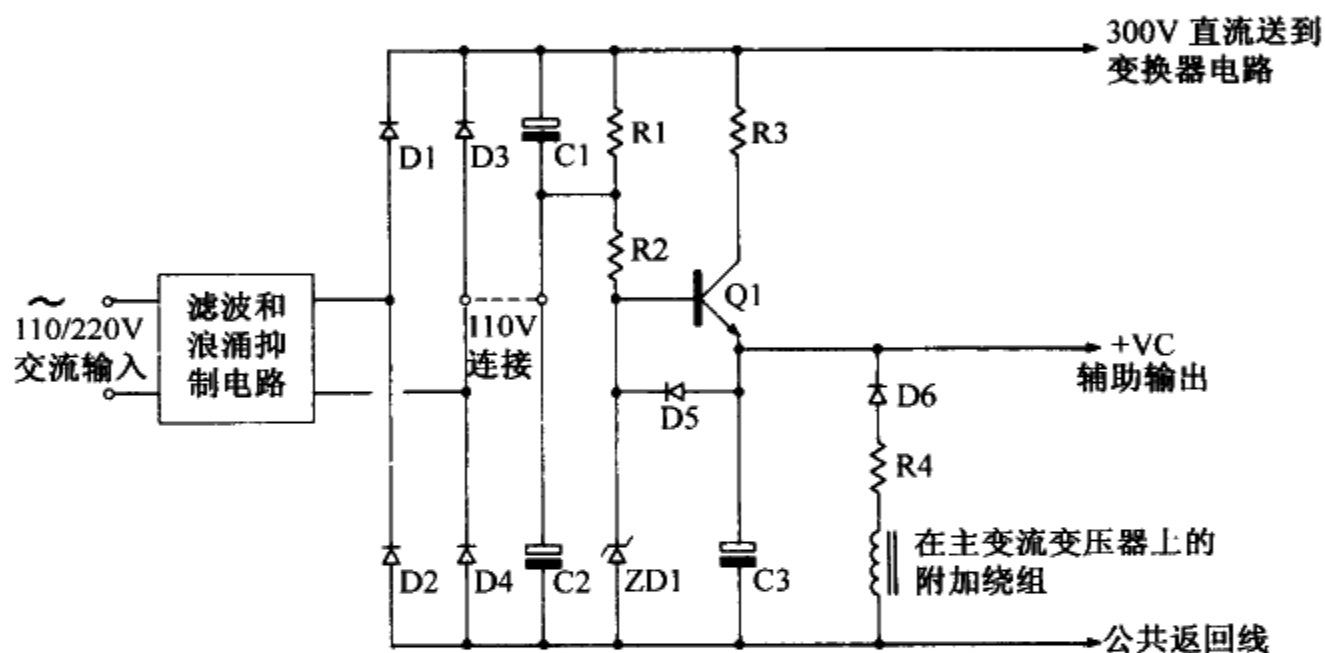 300V 直流送到
变换器电路
D1
D3
C1
R1
R3
R2
Q1
～
110/220V
交流输入
滤波和
浪涌抑
制电路
110V
连接
+VC
辅助输出
D5
D6
R4
D2
D4
C2
ZD1
C3
在主变流变压器上的
附加绕组
公共返回线